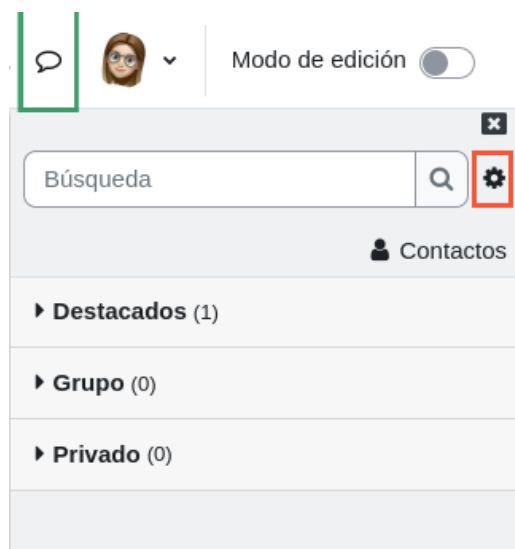 Modo de edición
Búsqueda
Contactos
Destacados (1)
Grupo (0)
Privado (0)